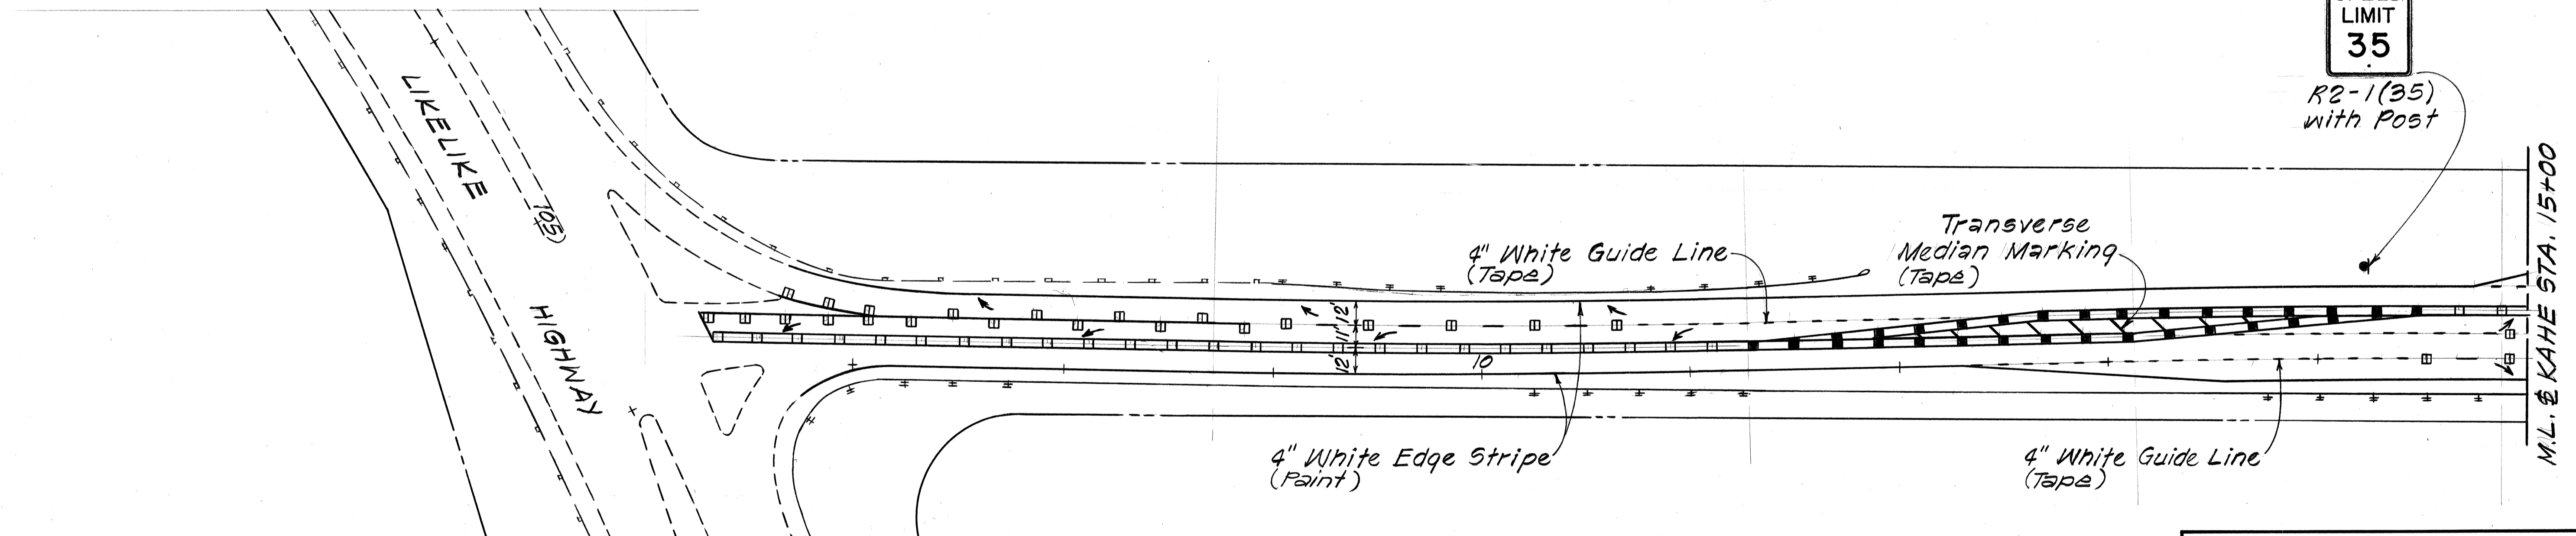 LIMIT
35
R2-1(35)
with Post
LIKELIKE
HIGHWAY
105
4" White Guide Line
(Tape)
Transverse
Median Marking
(Tape)
12'
11'
12'
10
4" White Edge Stripe
(Paint)
4" White Guide Line
(Tape)
M.L. ℄ KAHE STA. 15+00